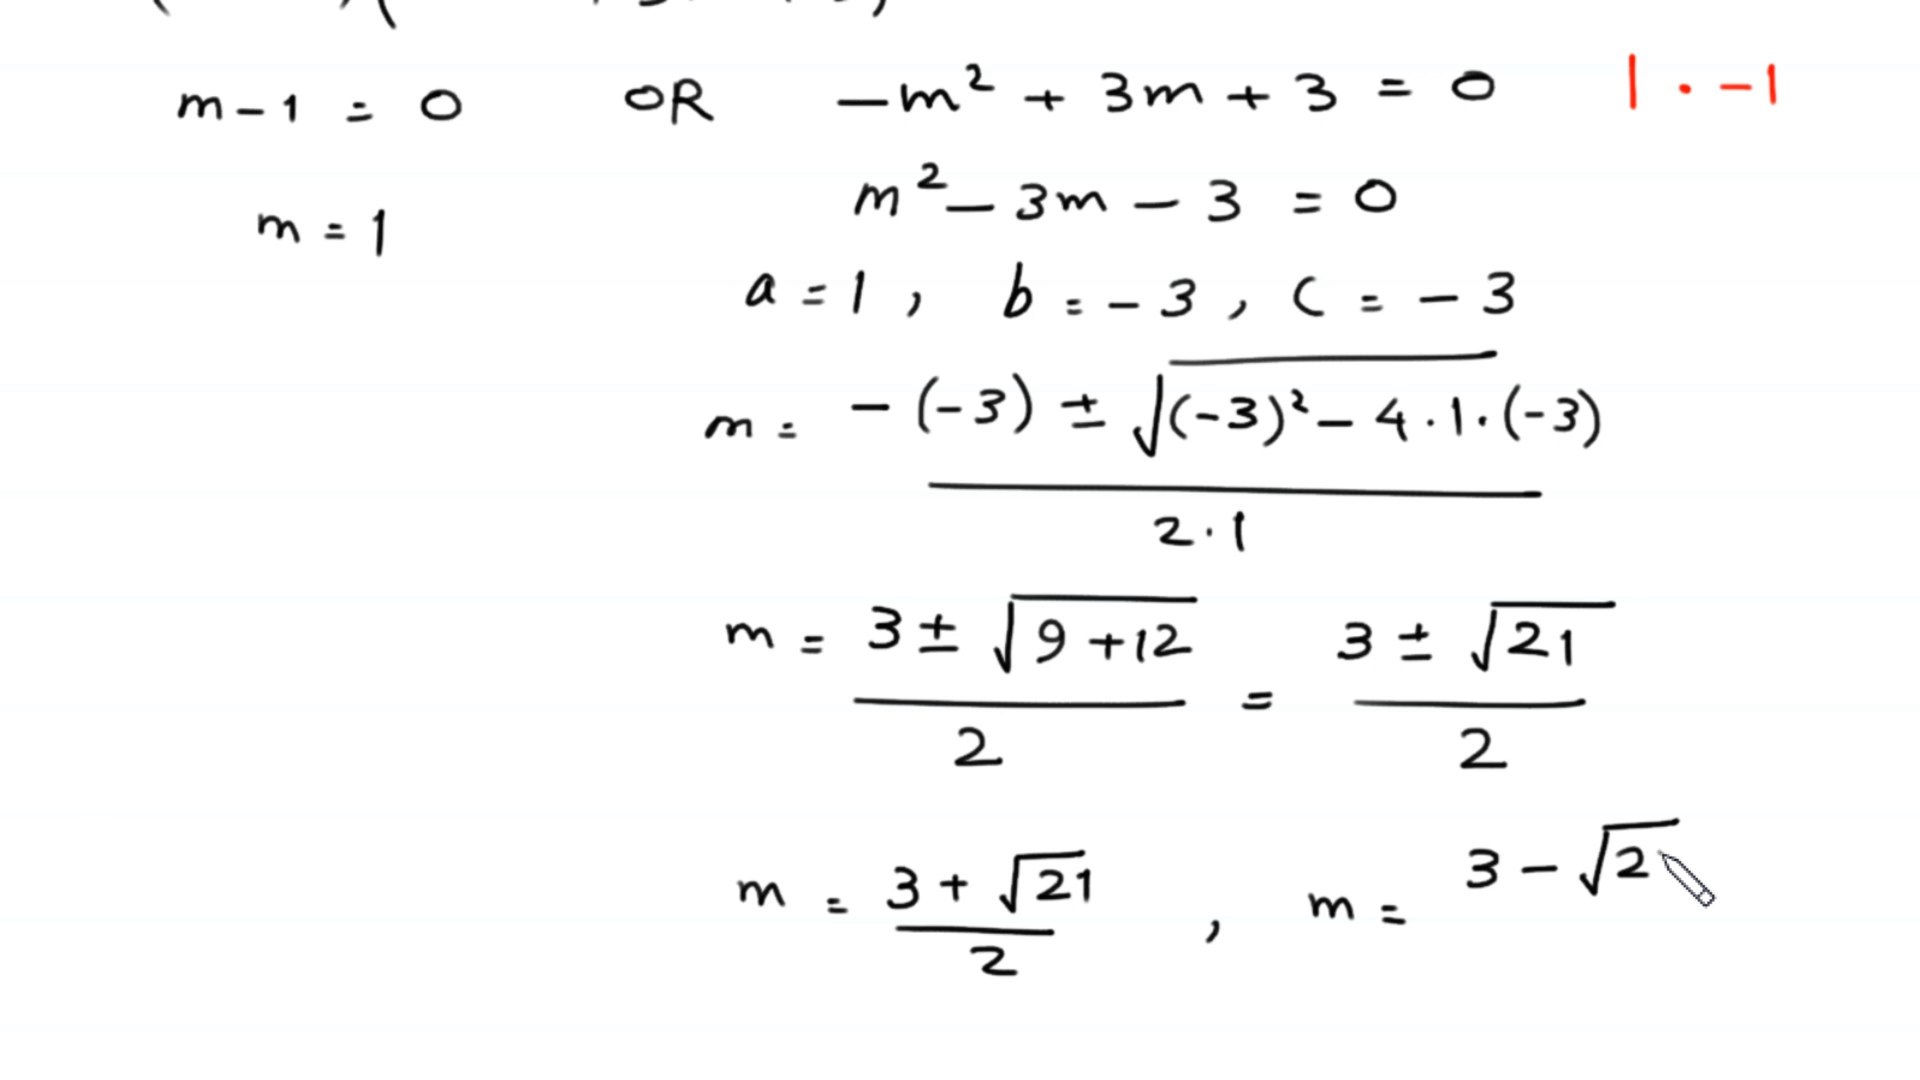 m - 1 = 0 OR -m² + 3m + 3 = 0 | · -1
m = 1 m² - 3m - 3 = 0
a = 1 , b = -3 , c = -3
m = (-(-3) ± √((-3)² - 4·1·(-3))) / (2·1)
m = (3 ± √(9 + 12)) / 2 = (3 ± √21) / 2
m = (3 + √21) / 2 , m = 3 - √2